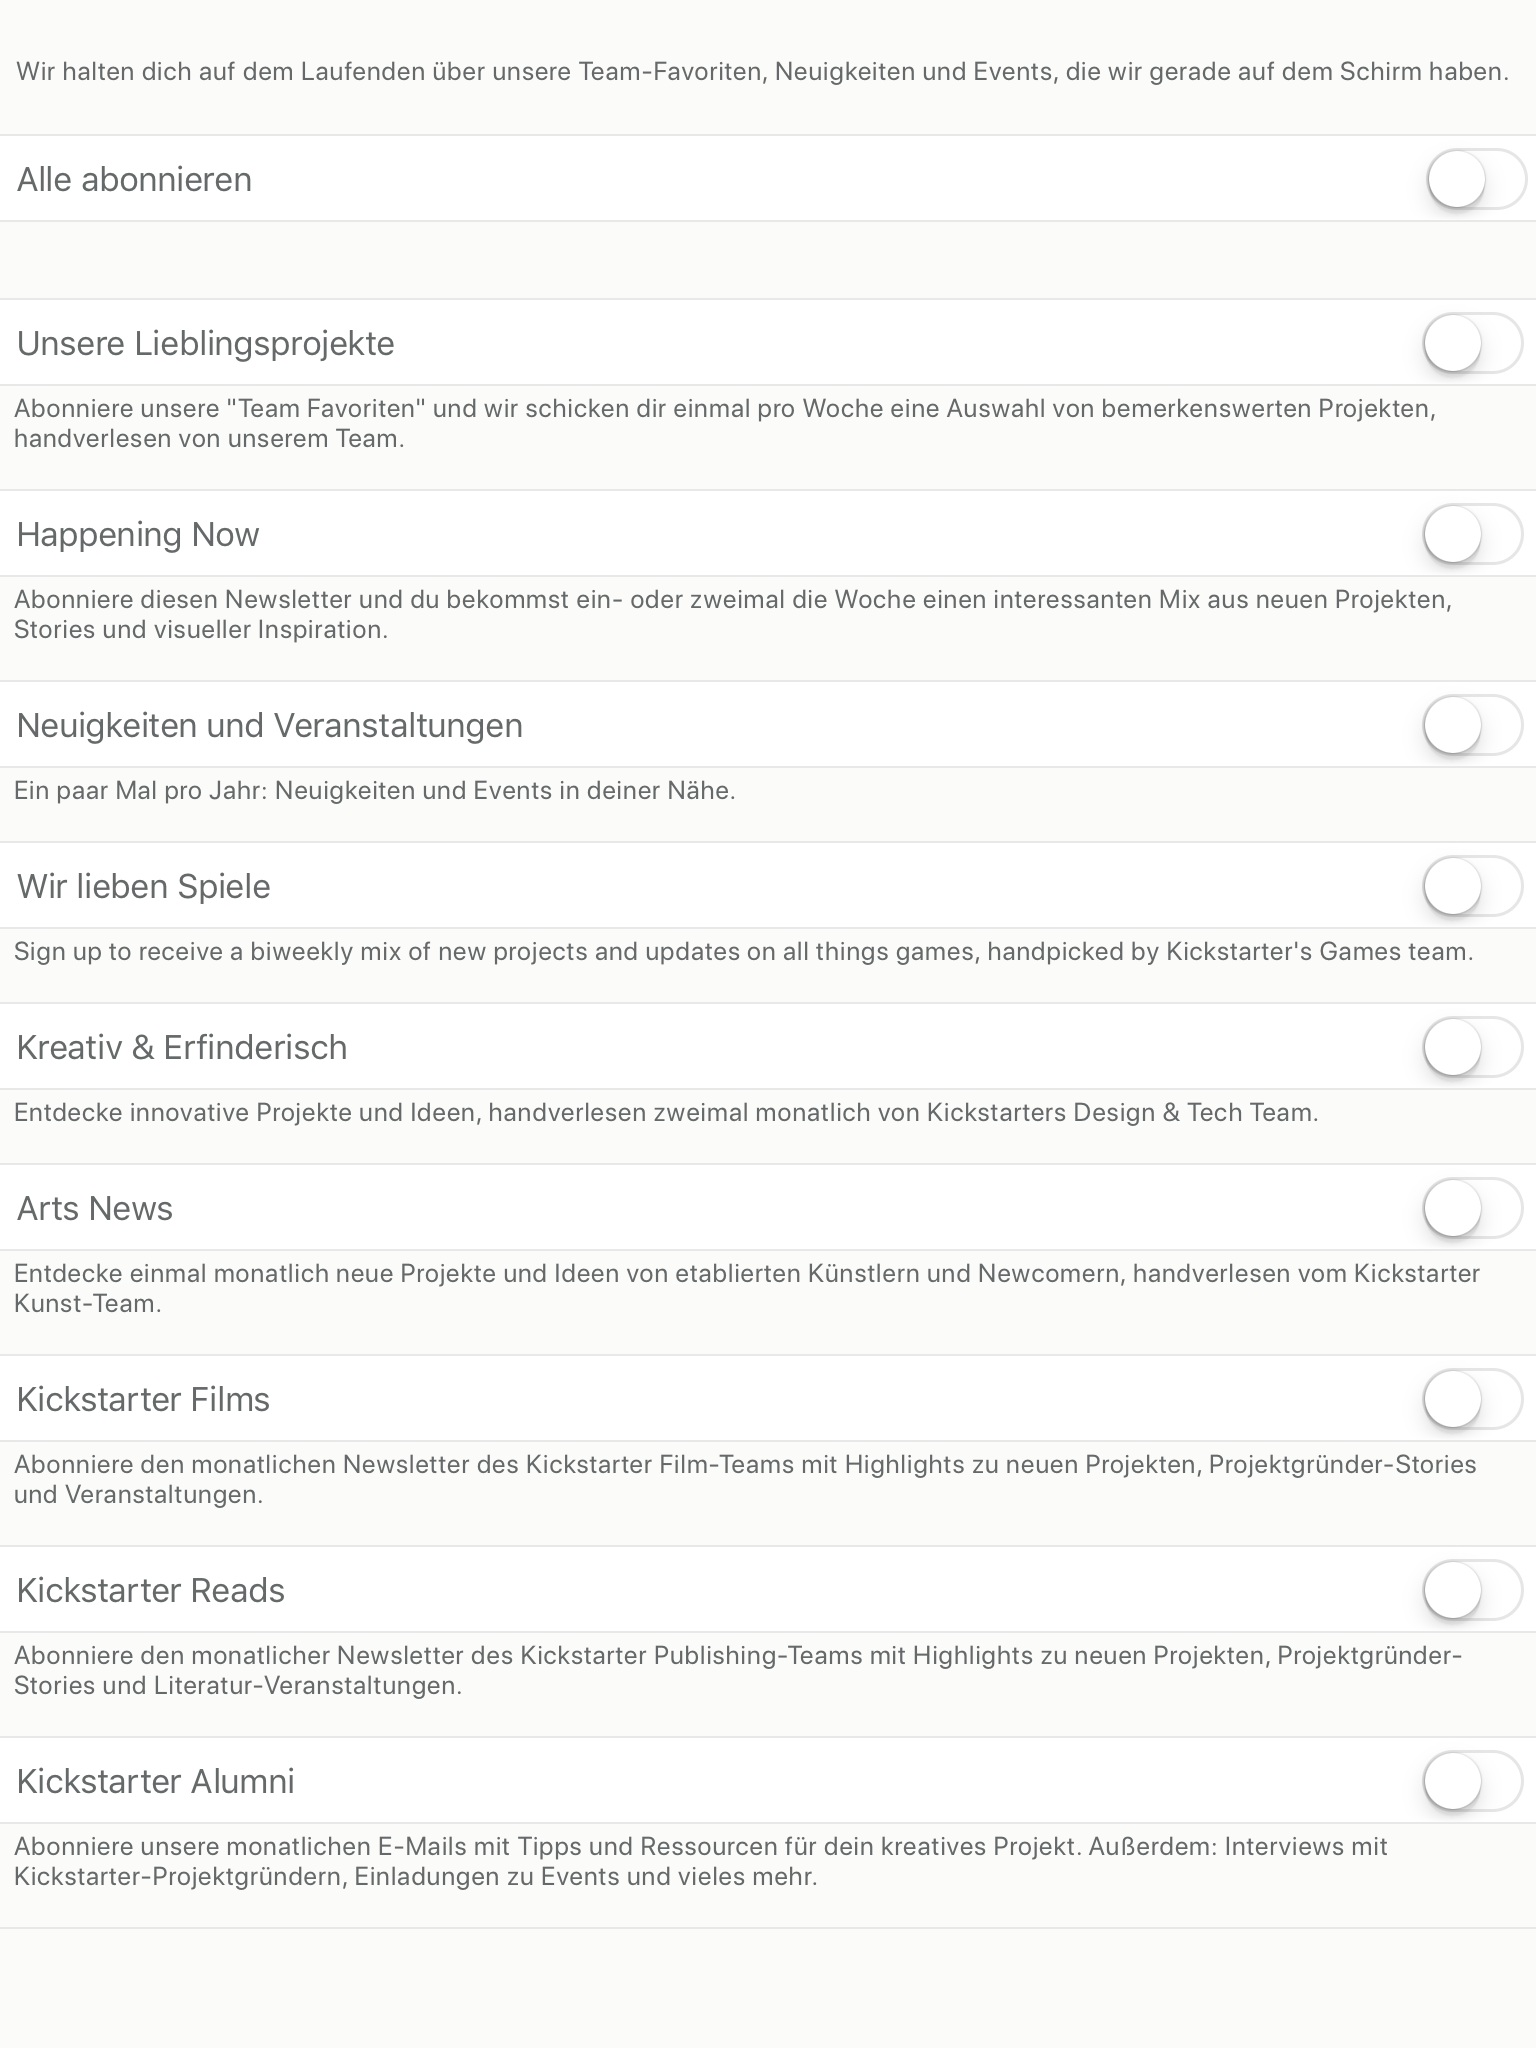 Wir halten dich auf dem Laufenden über unsere Team-Favoriten, Neuigkeiten und Events, die wir gerade auf dem Schirm haben.
Alle abonnieren
Unsere Lieblingsprojekte
Abonniere unsere "Team Favoriten" und wir schicken dir einmal pro Woche eine Auswahl von bemerkenswerten Projekten,
handverlesen von unserem Team.
Happening Now
Abonniere diesen Newsletter und du bekommst ein- oder zweimal die Woche einen interessanten Mix aus neuen Projekten,
Stories und visueller Inspiration.
Neuigkeiten und Veranstaltungen
Ein paar Mal pro Jahr: Neuigkeiten und Events in deiner Nähe.
Wir lieben Spiele
Sign up to receive a biweekly mix of new projects and updates on all things games, handpicked by Kickstarter's Games team.
Kreativ & Erfinderisch
Entdecke innovative Projekte und Ideen, handverlesen zweimal monatlich von Kickstarters Design & Tech Team.
Arts News
Entdecke einmal monatlich neue Projekte und Ideen von etablierten Künstlern und Newcomern, handverlesen vom Kickstarter
Kunst-Team.
Kickstarter Films
Abonniere den monatlichen Newsletter des Kickstarter Film-Teams mit Highlights zu neuen Projekten, Projektgründer-Stories
und Veranstaltungen.
Kickstarter Reads
Abonniere den monatlicher Newsletter des Kickstarter Publishing-Teams mit Highlights zu neuen Projekten, Projektgründer-
Stories und Literatur-Veranstaltungen.
Kickstarter Alumni
Abonniere unsere monatlichen E-Mails mit Tipps und Ressourcen für dein kreatives Projekt. Außerdem: Interviews mit
Kickstarter-Projektgründern, Einladungen zu Events und vieles mehr.